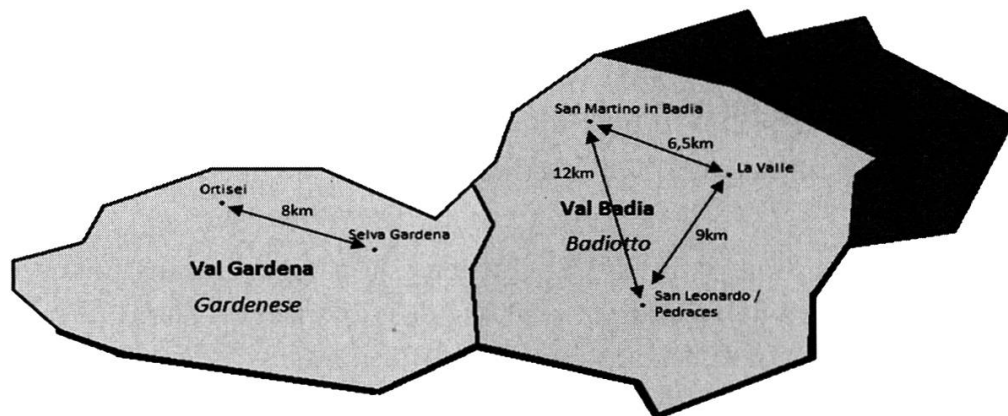 San Martino in Badia
6,5km
La Valle
12km
Val Badia
Badiotto
9km
San Leonardo /
Pedraces
Ortisei
8km
Selva Gardena
Val Gardena
Gardenese